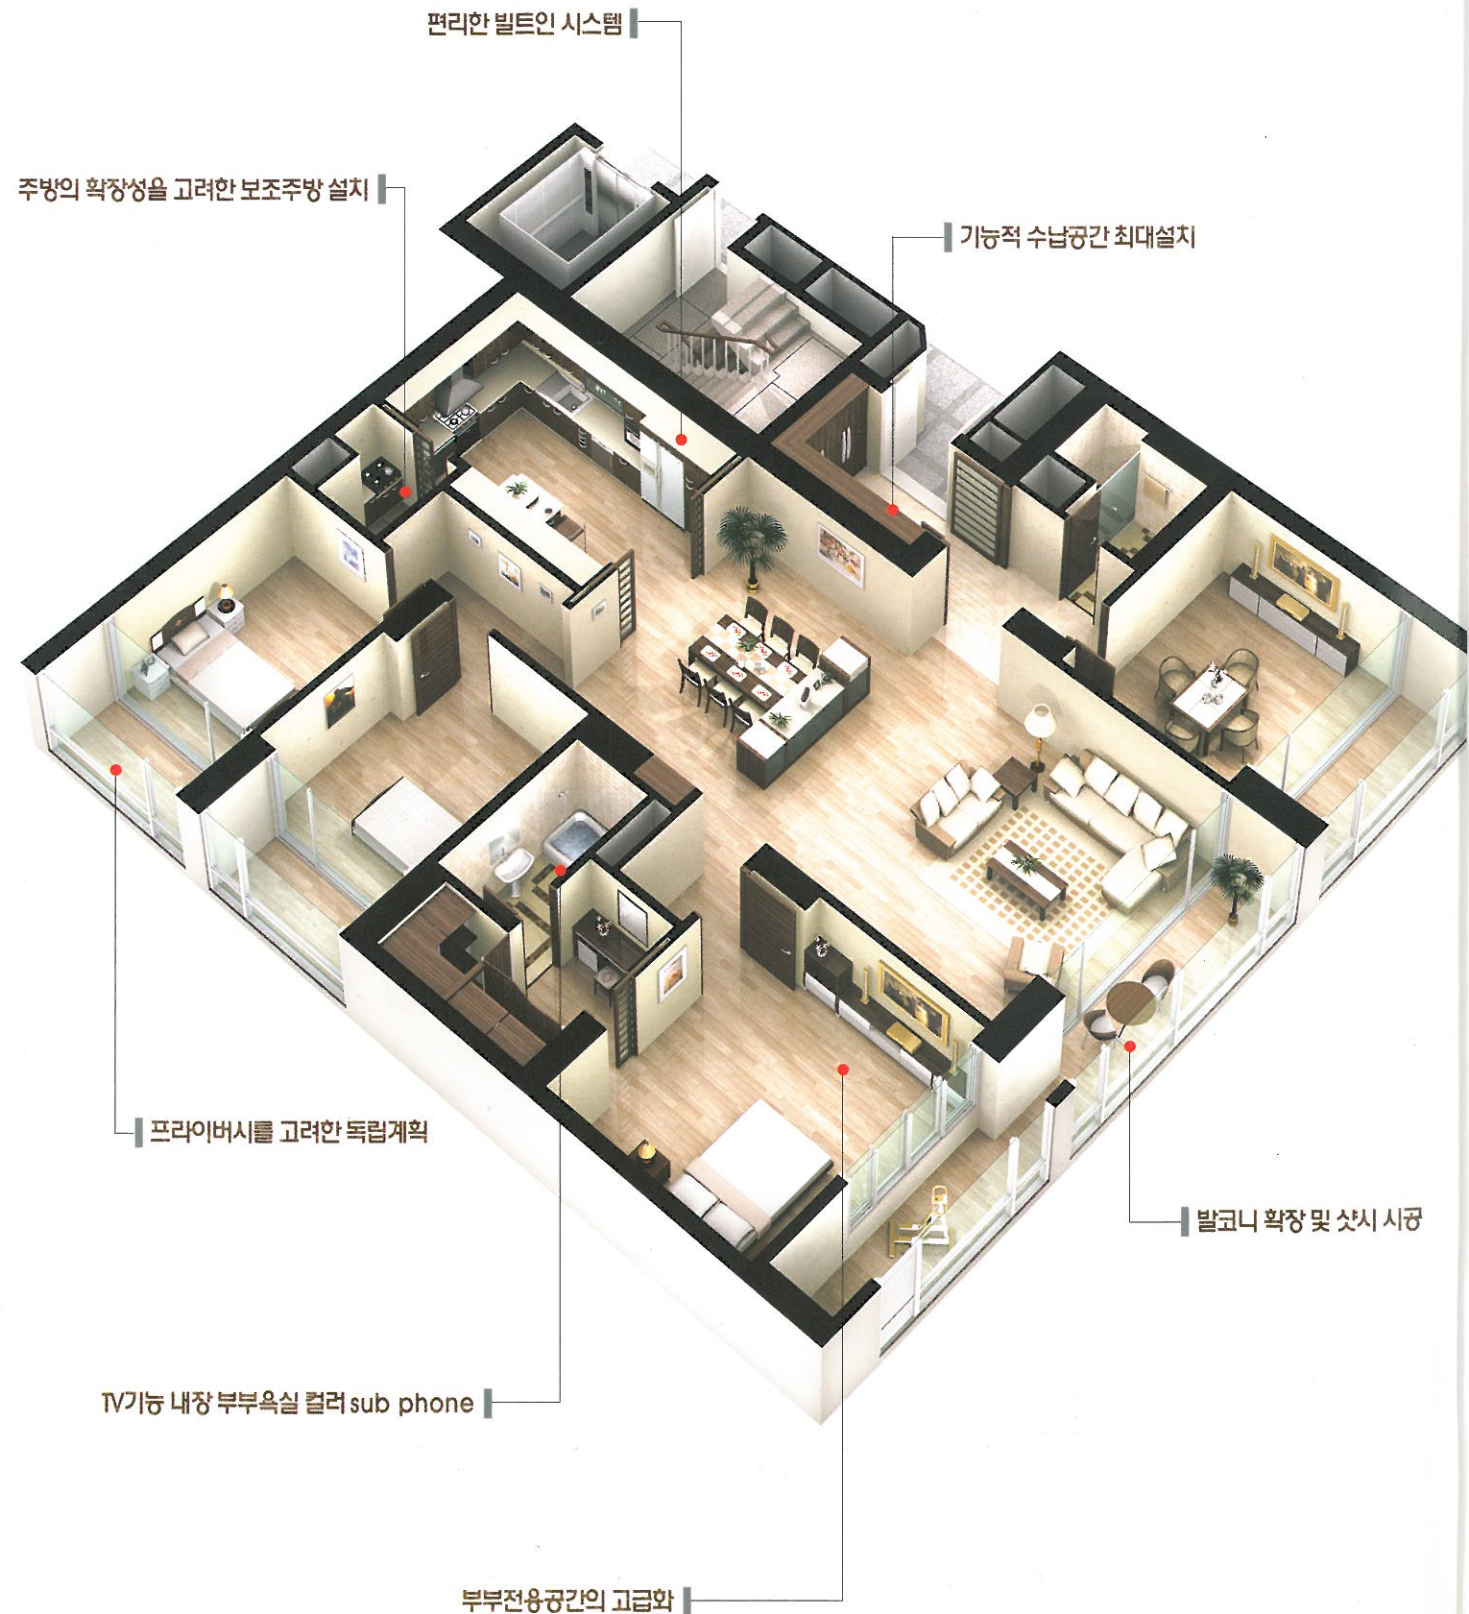 편리한 빌트인 시스템
주방의 확장성을 고려한 보조주방 설치
기능적 수납공간 최대설치
프라이버시를 고려한 독립계획
발코니 확장 및 샷시 시공
TV기능 내장 부부욕실 컬러 sub phone
부부전용공간의 고급화